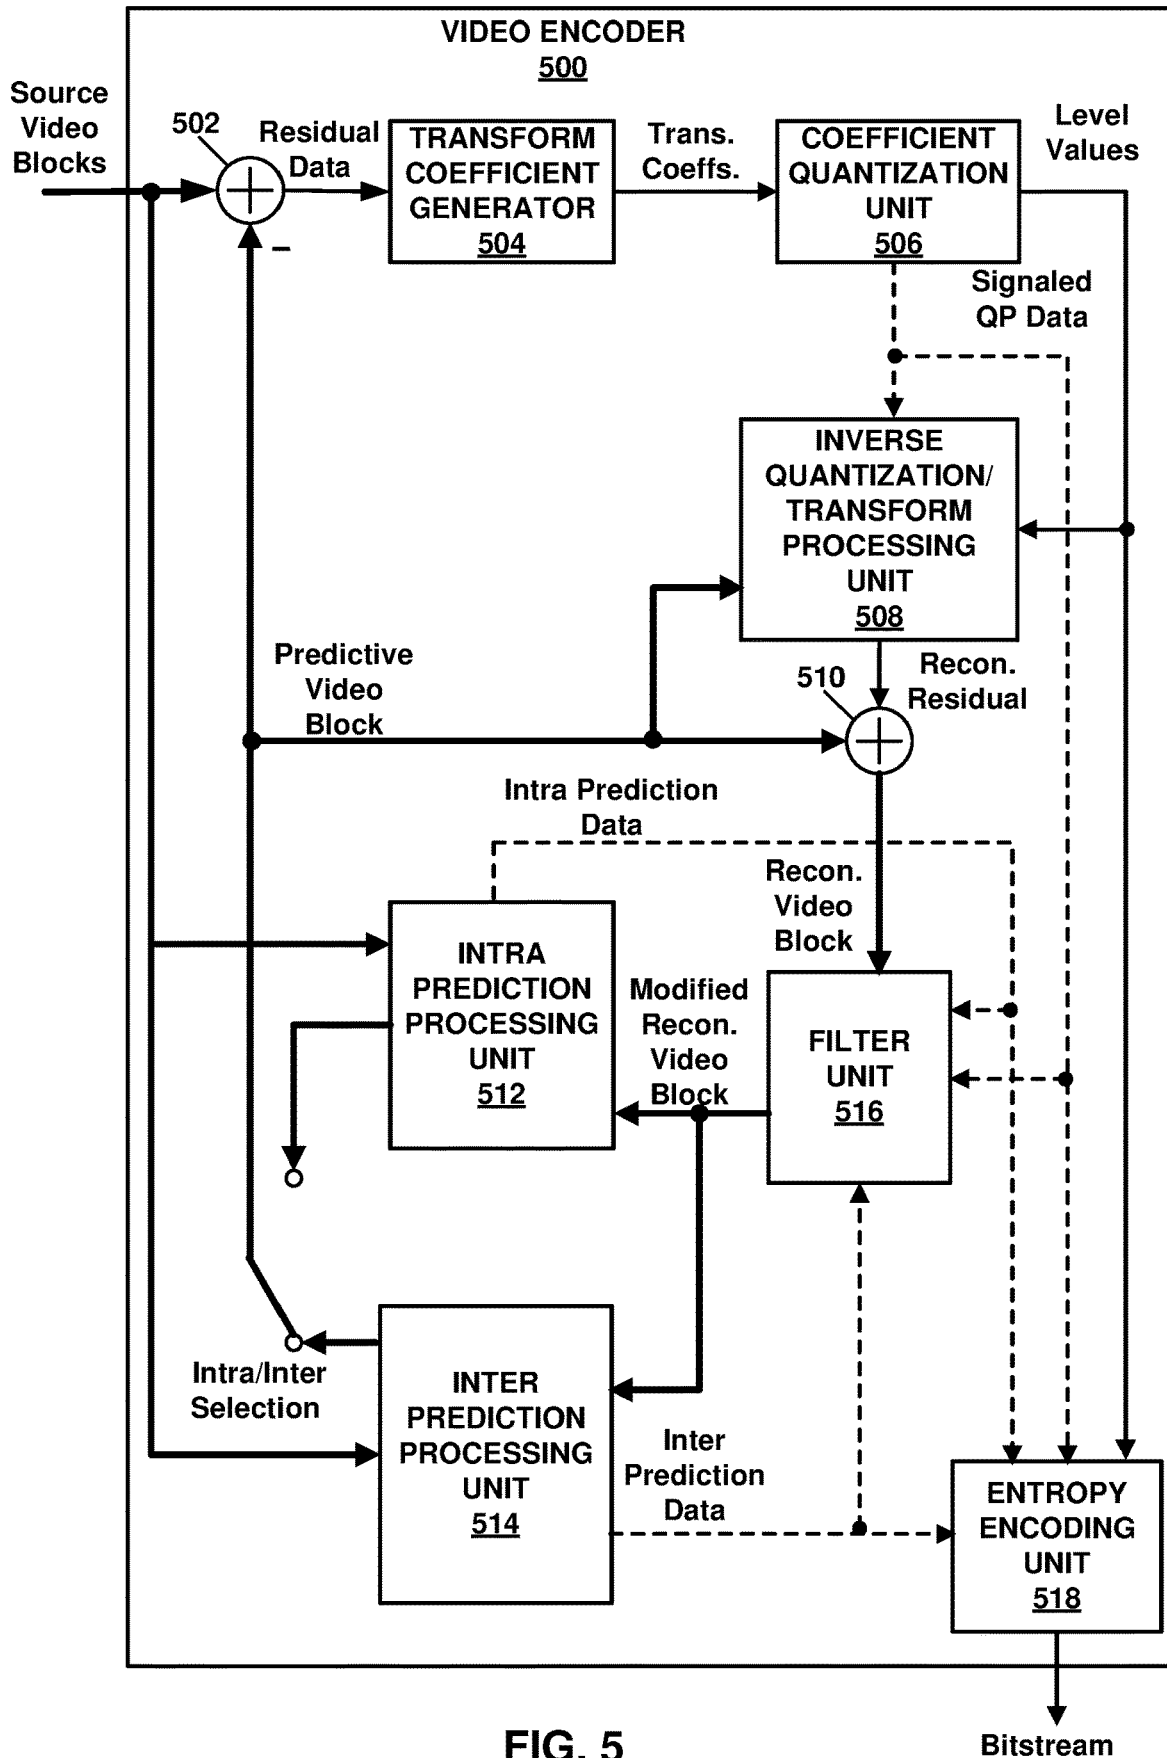 VIDEO ENCODER
500
Source
Video
Blocks
502
Residual
Data
TRANSFORM
COEFFICIENT
GENERATOR
504
Trans.
Coeffs.
COEFFICIENT
QUANTIZATION
UNIT
506
Level
Values
–
Signaled
QP Data
INVERSE
QUANTIZATION/
TRANSFORM
PROCESSING
UNIT
508
Predictive
Video
Block
510
Recon.
Residual
Intra Prediction
Data
Recon.
Video
Block
INTRA
PREDICTION
PROCESSING
UNIT
512
Modified
Recon.
Video
Block
FILTER
UNIT
516
Intra/Inter
Selection
INTER
PREDICTION
PROCESSING
UNIT
514
Inter
Prediction
Data
ENTROPY
ENCODING
UNIT
518
FIG. 5
Bitstream